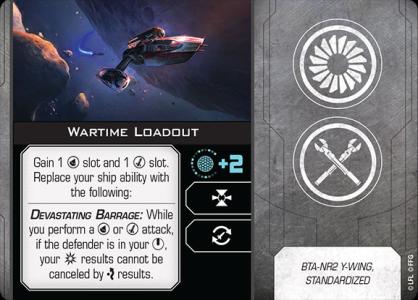 WARTIME LOADOUT
Gain 1 slot and 1 slot.
Replace your ship ability with
the following:
DEVASTATING BARRAGE: While
you perform a or attack,
if the defender is in your ,
your results cannot be
canceled by results.
+2
BTA-NR2 Y-WING,
STANDARDIZED
©LFL ©FFG